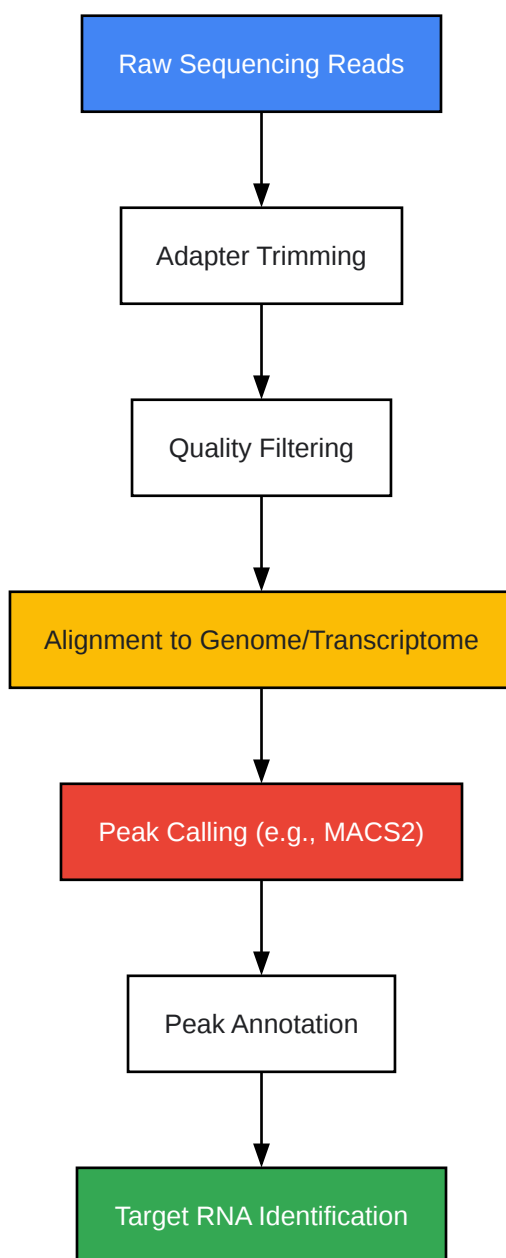 Raw Sequencing Reads
Adapter Trimming
Quality Filtering
Alignment to Genome/Transcriptome
Peak Calling (e.g., MACS2)
Peak Annotation
Target RNA Identification